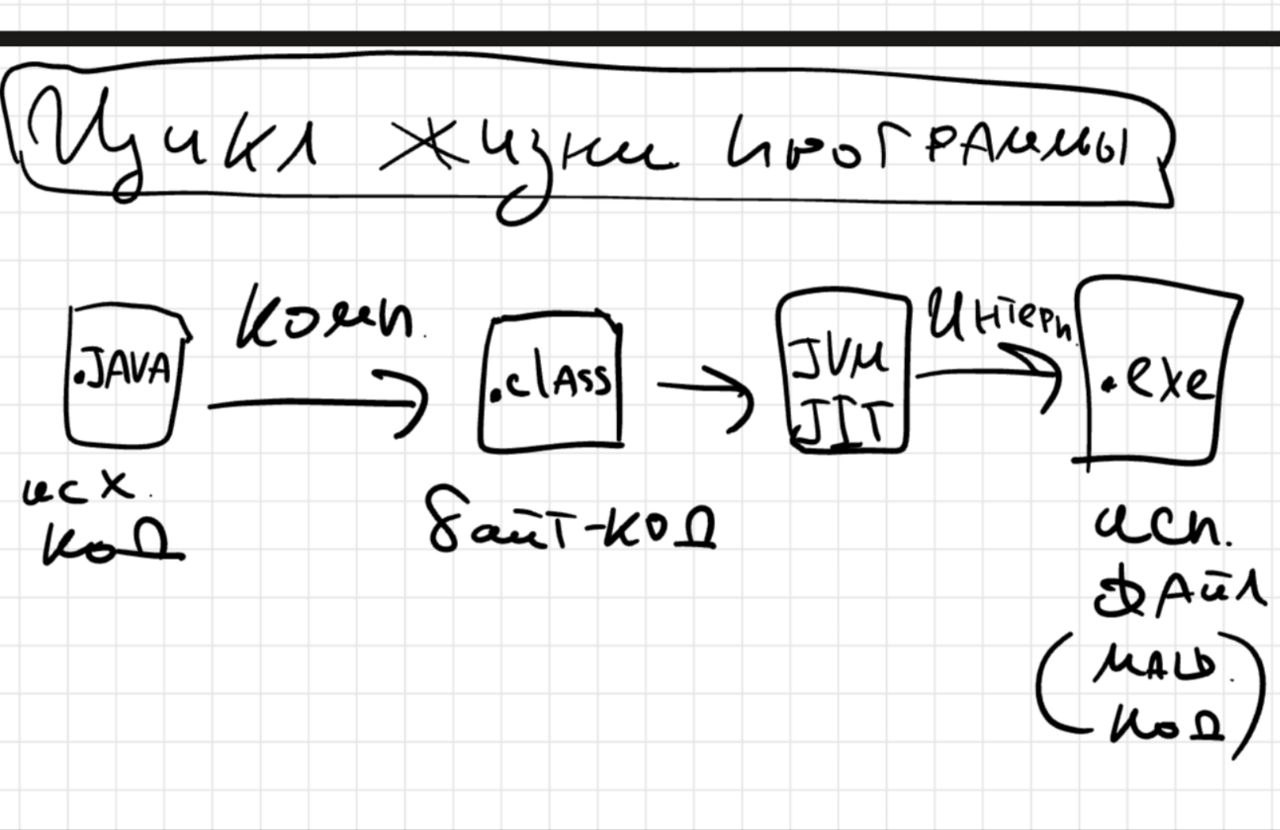 Цикл жизни программы
Комп.
Интерп.
.JAVA
.class
JVM
JIT
.exe
исх.
код
байт-код
исп.
файл
(маш.
код)